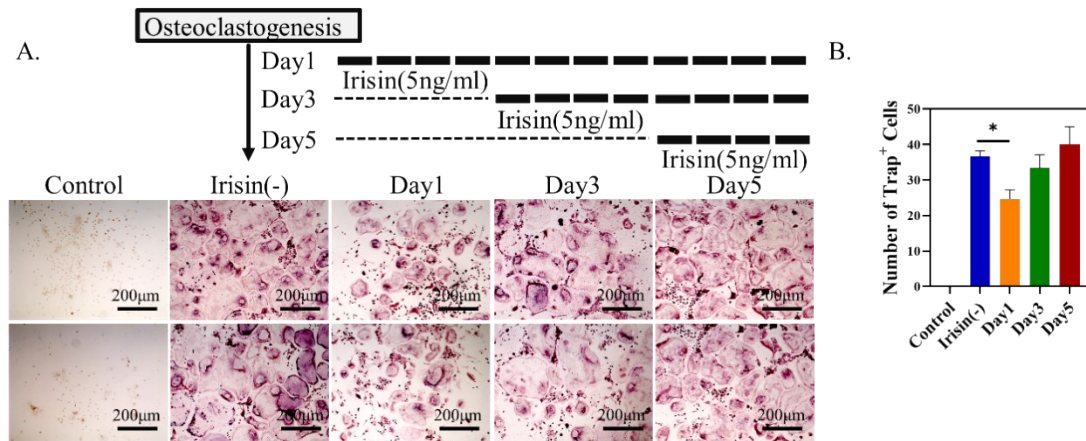 Osteoclastogenesis
A.
Day1
Irisin(5ng/ml)
Day3
Irisin(5ng/ml)
Day5
Irisin(5ng/ml)
Control Irisin(-) Day1 Day3 Day5
200μm 200μm 200μm 200μm 200μm
200μm 200μm 200μm 200μm 200μm
B.
Number of Trap⁺ Cells
50
40
30
20
10
0
*
Control Irisin(-) Day1 Day3 Day5